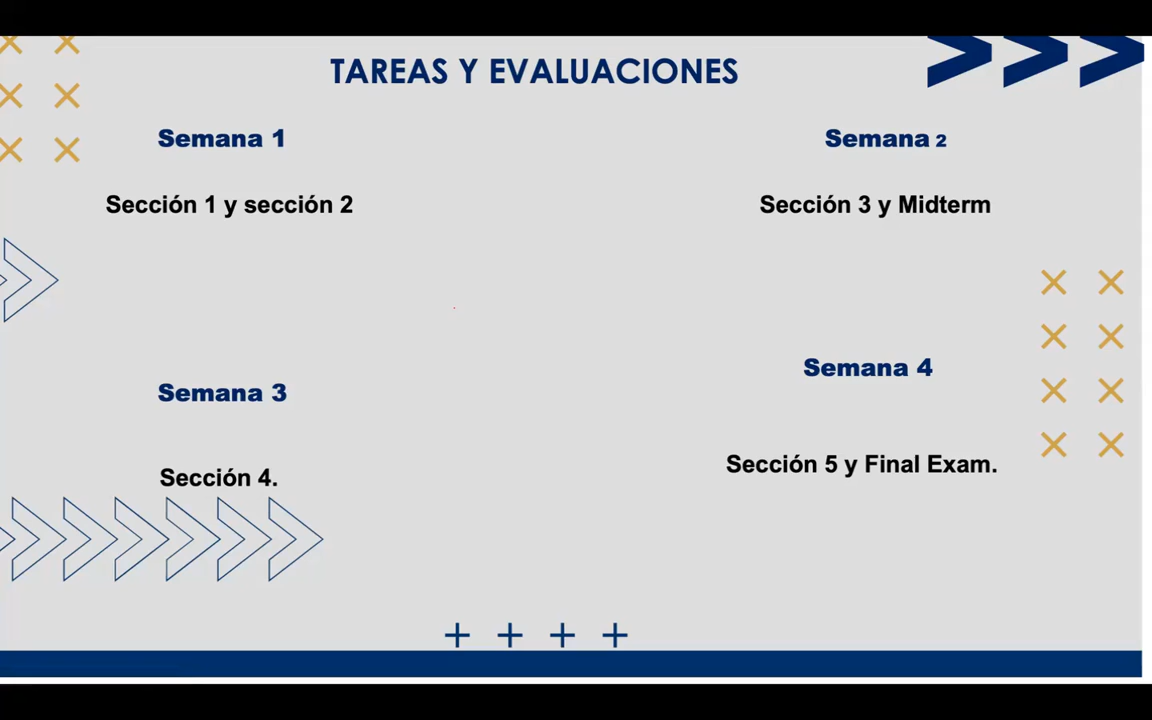 TAREAS Y EVALUACIONES
Semana 1
Sección 1 y sección 2
Semana 2
Sección 3 y Midterm
Semana 3
Sección 4.
Semana 4
Sección 5 y Final Exam.